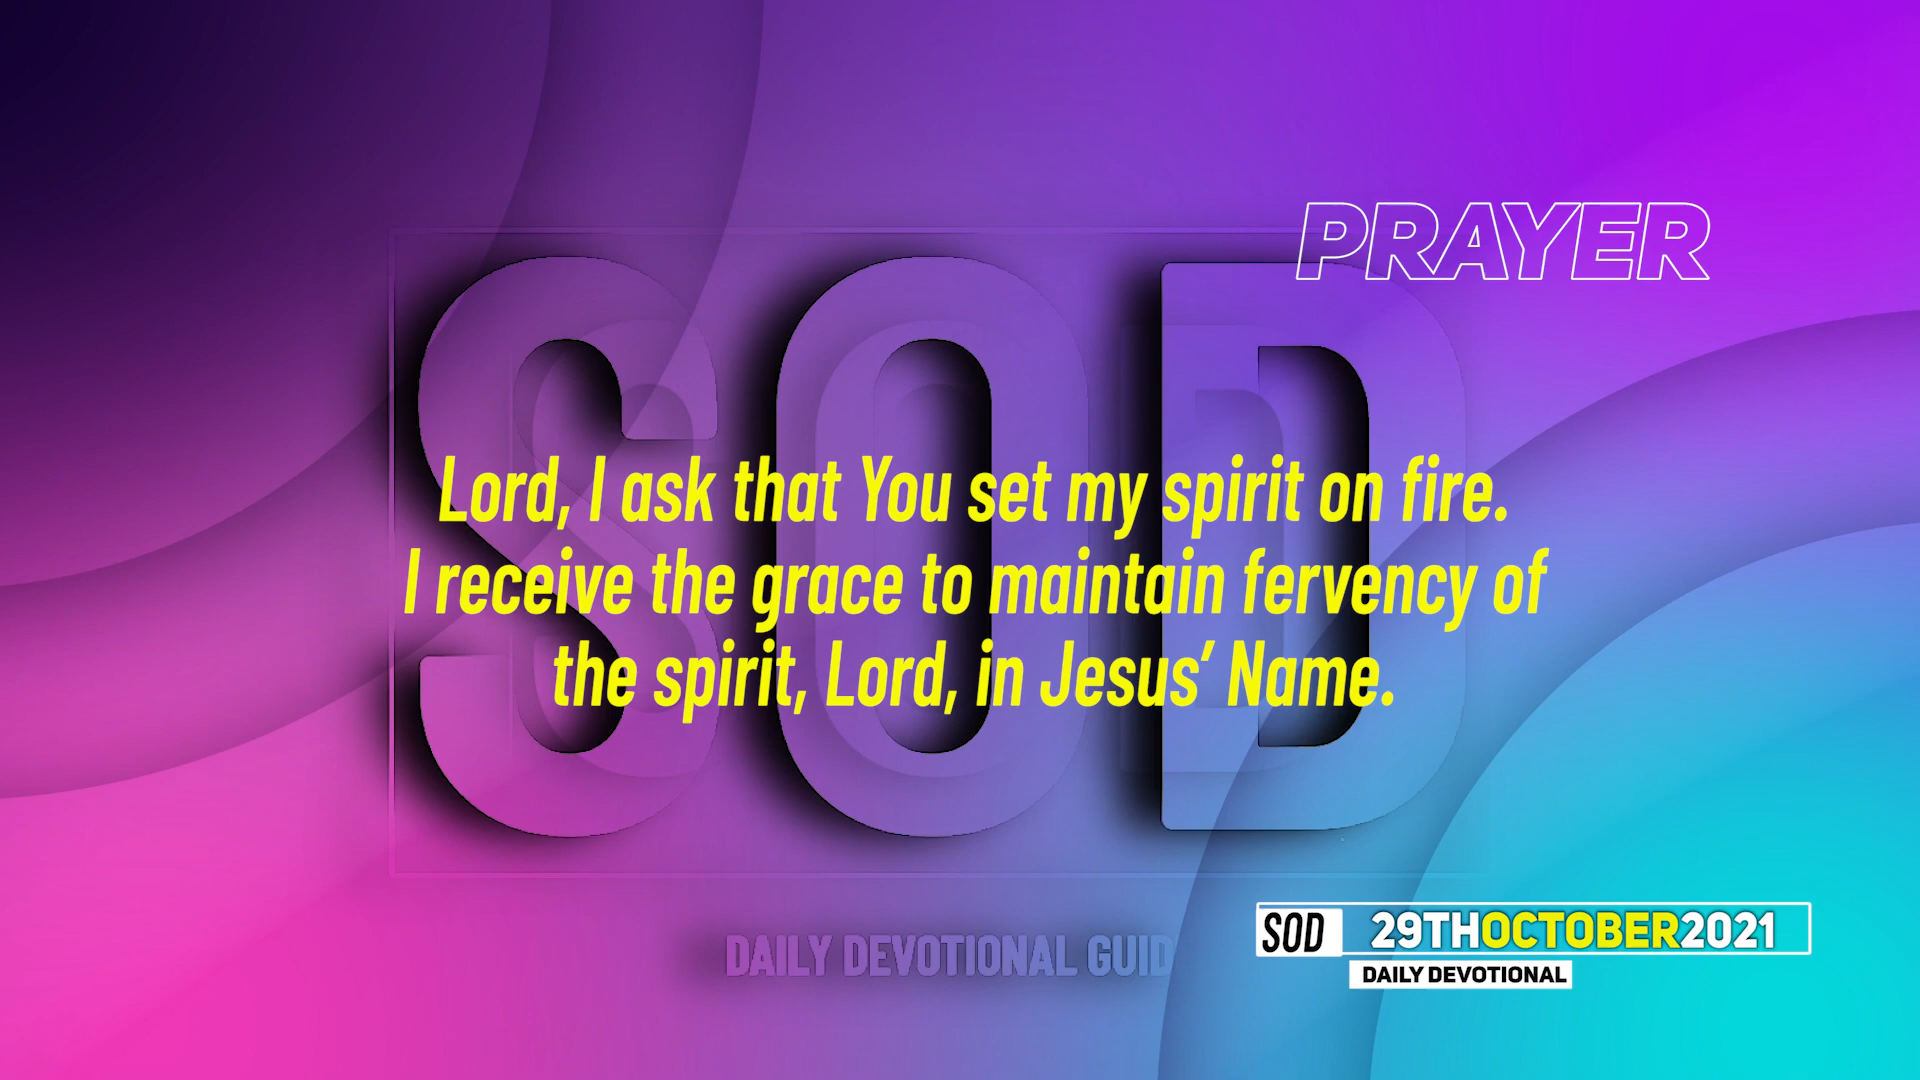 PRAYER
SOD
Lord, I ask that You set my spirit on fire.
I receive the grace to maintain fervency of
the spirit, Lord, in Jesus’ Name.
DAILY DEVOTIONAL GUID
SOD 29THOCTOBER2021
DAILY DEVOTIONAL